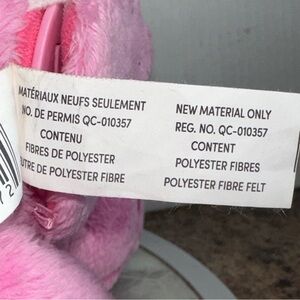 MATÉRIAUX NEUFS SEULEMENT
NO. DE PERMIS QC-010357
CONTENU
FIBRES DE POLYESTER
DE POLYESTER FIBRE
NEW MATERIAL ONLY
REG. NO. QC-010357
CONTENT
POLYESTER FIBRES
POLYESTER FIBRE FELT